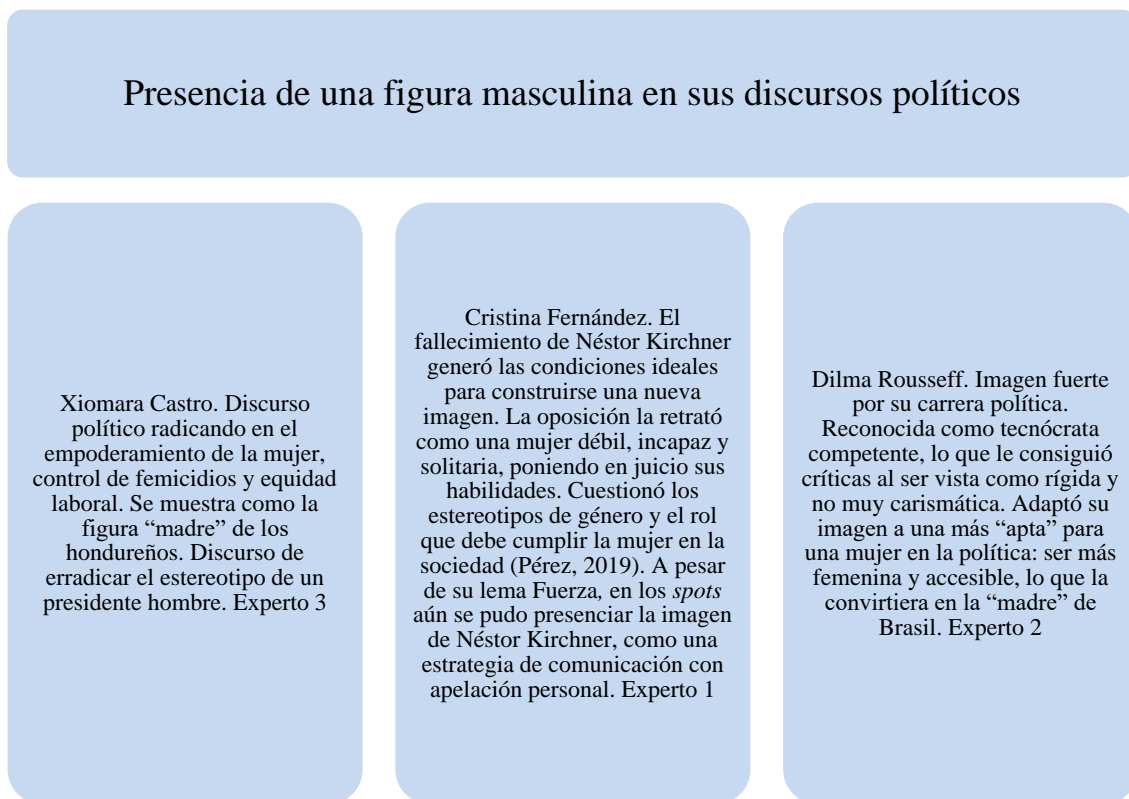 Presencia de una figura masculina en sus discursos políticos
Xiomara Castro. Discurso
político radicando en el
empoderamiento de la mujer,
control de femicidios y equidad
laboral. Se muestra como la
figura “madre” de los
hondureños. Discurso de
erradicar el estereotipo de un
presidente hombre. Experto 3
Cristina Fernández. El
fallecimiento de Néstor Kirchner
generó las condiciones ideales
para construirse una nueva
imagen. La oposición la retrató
como una mujer débil, incapaz y
solitaria, poniendo en juicio sus
habilidades. Cuestionó los
estereotipos de género y el rol
que debe cumplir la mujer en la
sociedad (Pérez, 2019). A pesar
de su lema Fuerza, en los spots
aún se pudo presenciar la imagen
de Néstor Kirchner, como una
estrategia de comunicación con
apelación personal. Experto 1
Dilma Rousseff. Imagen fuerte
por su carrera política.
Reconocida como tecnócrata
competente, lo que le consiguió
críticas al ser vista como rígida y
no muy carismática. Adaptó su
imagen a una más “apta” para
una mujer en la política: ser más
femenina y accesible, lo que la
convirtiera en la “madre” de
Brasil. Experto 2